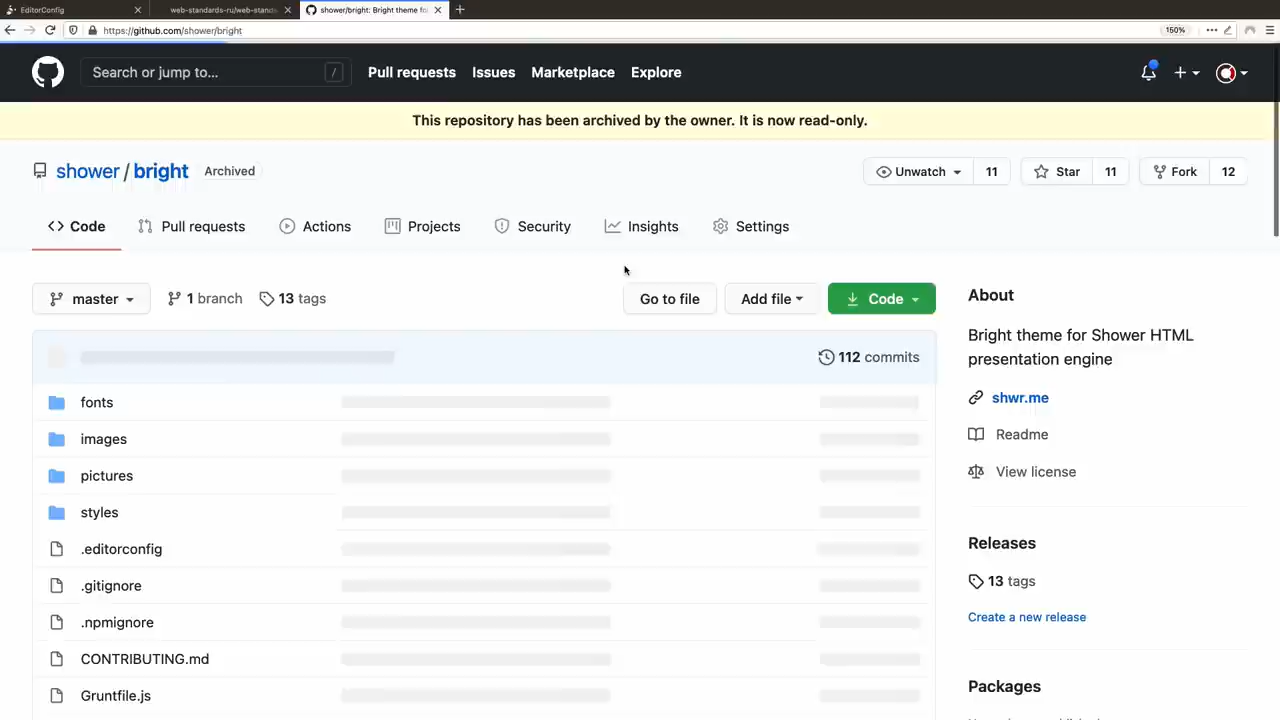 EditorConfig
web-standards-ru/web-stand
shower/bright: Bright theme fo
https://github.com/shower/bright
150%
Search or jump to...
/
Pull requests
Issues
Marketplace
Explore
This repository has been archived by the owner. It is now read-only.
shower / bright
Archived
Unwatch
11
Star
11
Fork
12
Code
Pull requests
Actions
Projects
Security
Insights
Settings
master
1 branch
13 tags
Go to file
Add file
Code
About
Bright theme for Shower HTML
presentation engine
shwr.me
Readme
View license
112 commits
fonts
images
pictures
styles
.editorconfig
.gitignore
.npmignore
CONTRIBUTING.md
Gruntfile.js
Releases
13 tags
Create a new release
Packages